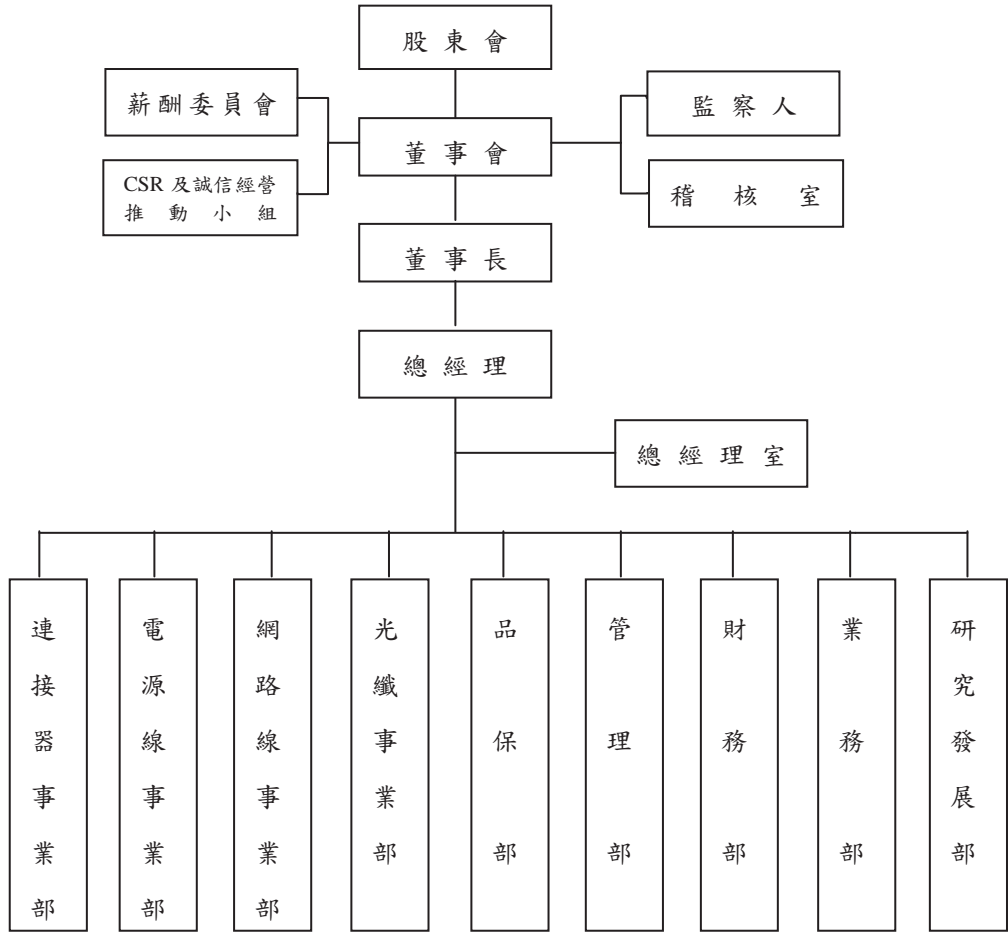 股東會
薪酬委員會
監察人
董事會
CSR 及誠信經營
推動小組
稽核室
董事長
總經理
總經理室
連接器事業部
電源線事業部
網路線事業部
光纖事業部
品保部
管理部
財務部
業務部
研究發展部